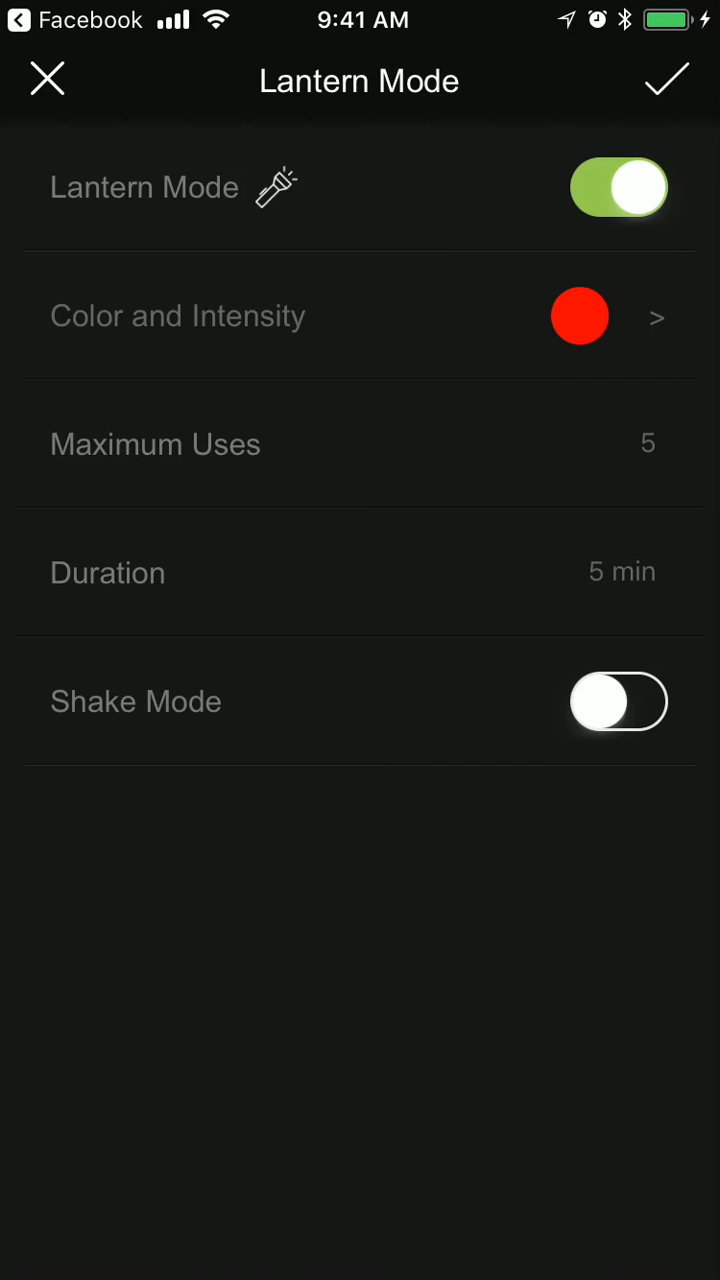 Facebook 9:41 AM
Lantern Mode
Lantern Mode
Color and Intensity >
Maximum Uses 5
Duration 5 min
Shake Mode